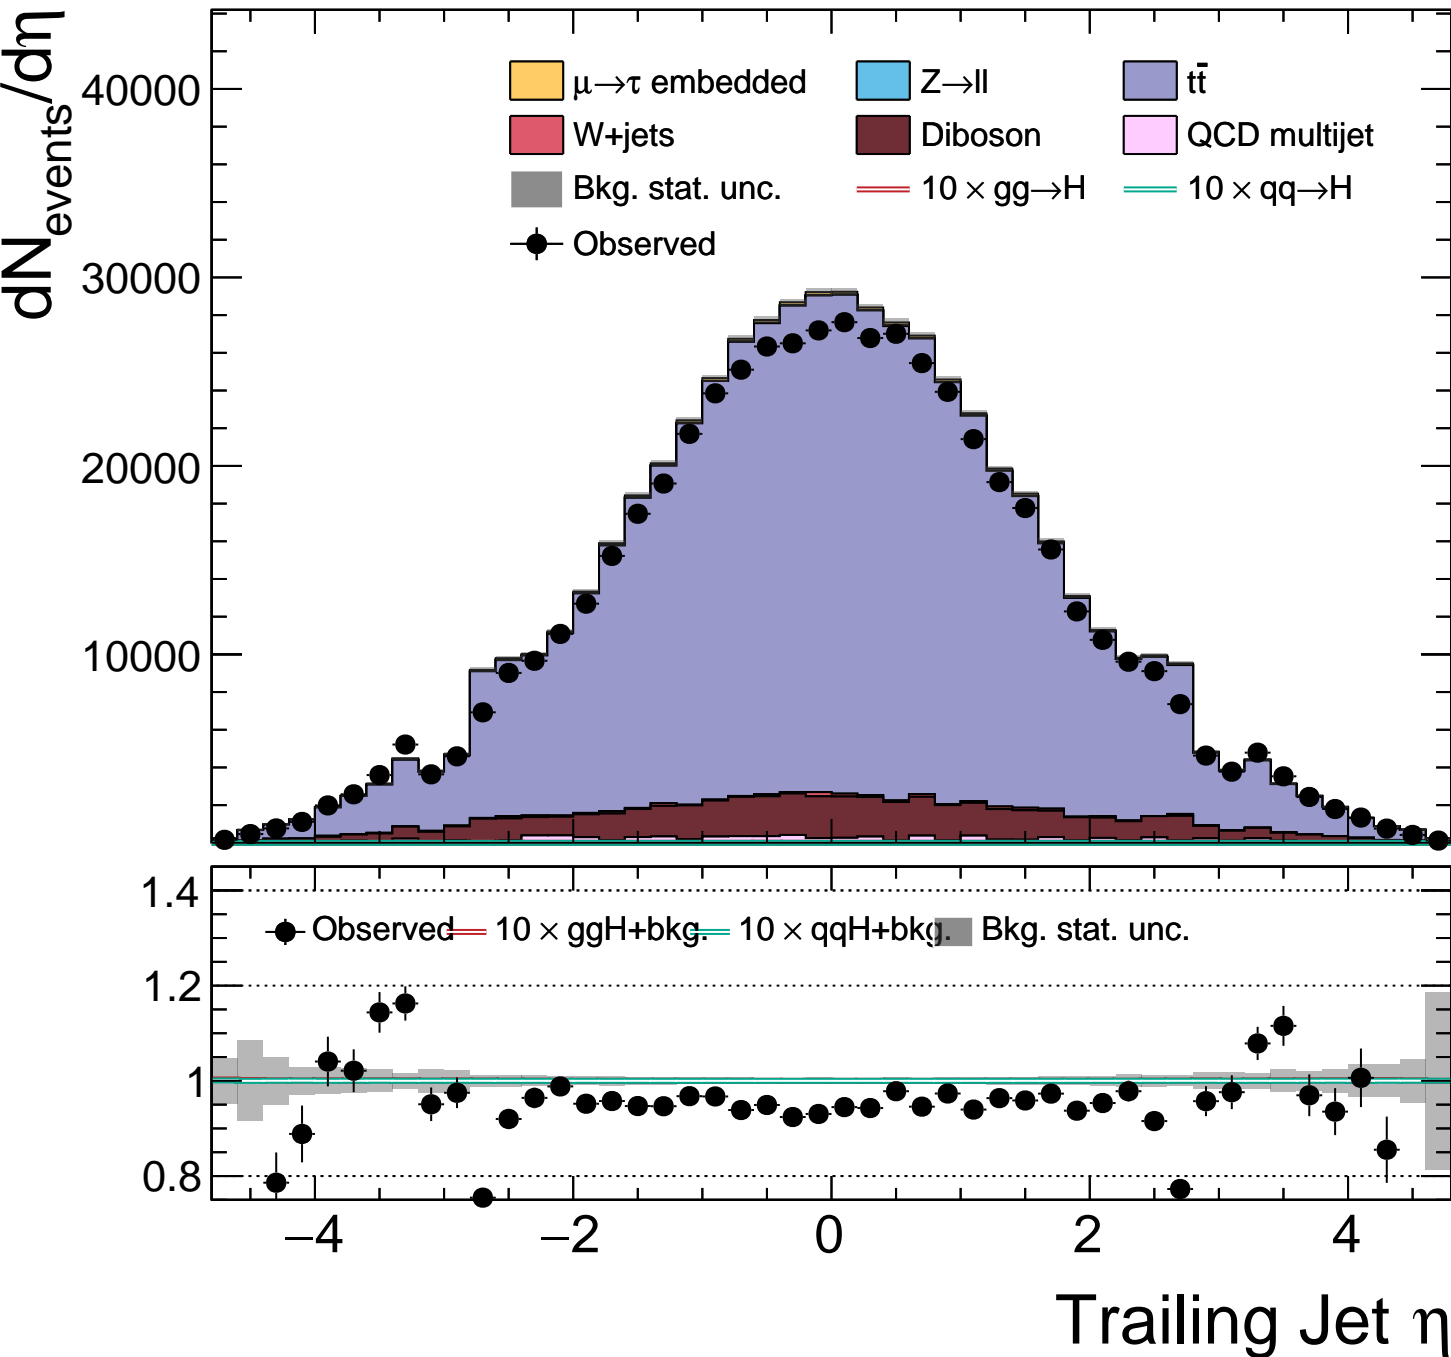 dN_events/dη
40000
30000
20000
10000
μ→τ embedded Z→ll tt̄
W+jets Diboson QCD multijet
Bkg. stat. unc. 10 × gg→H 10 × qq→H
Observed
1.4
1.2
1
0.8
Observed 10 × ggH+bkg. 10 × qqH+bkg. Bkg. stat. unc.
−4 −2 0 2 4
Trailing Jet η